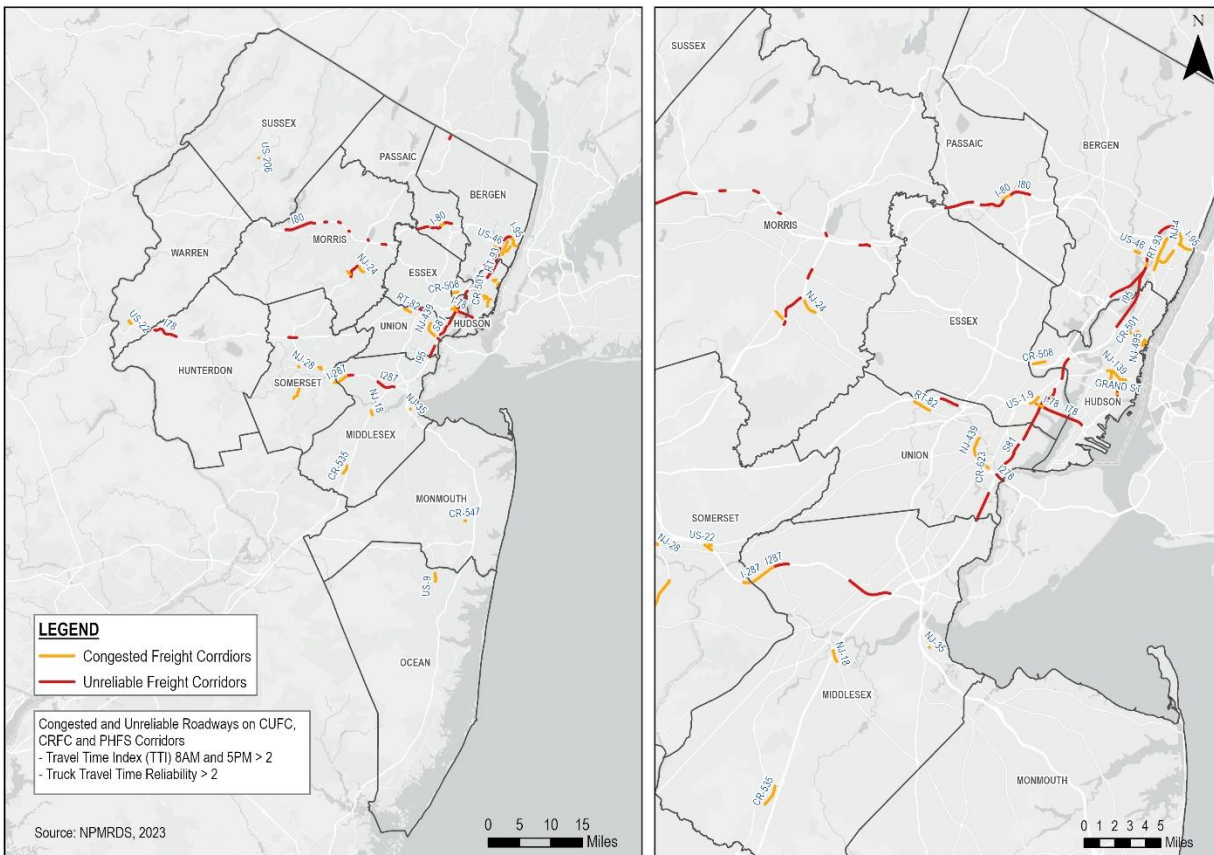 SUSSEX
US-206
PASSAIC
BERGEN
I-80
I80
MORRIS
US-46
I-95
WARREN
NJ-24
ESSEX
RT-93
CR-508
CR-501
RT-82
NJ-439
S81
I-78
UNION
HUDSON
US-22
I78
I95
HUNTERDON
NJ-28
SOMERSET
I-287
I287
NJ-18
NJ-35
MIDDLESEX
CR-535
MONMOUTH
CR-547
US-9
OCEAN
LEGEND
Congested Freight Corrdiors
Unreliable Freight Corridors
Congested and Unreliable Roadways on CUFC,
CRFC and PHFS Corridors
- Travel Time Index (TTI) 8AM and 5PM > 2
- Truck Travel Time Reliability > 2
Source: NPMRDS, 2023
0 5 10 15
Miles
N
SUSSEX
PASSAIC
BERGEN
I-80
I80
MORRIS
US-46
RT-93
NJ-4
I-95
NJ-24
I95
ESSEX
CR-501
NJ-495
CR-508
NJ-139
GRAND ST
HUDSON
US-1-9
I-78
I78
RT-82
NJ-439
S81
UNION
CR-623
I278
SOMERSET
US-22
NJ-28
I-287
I287
NJ-35
NJ-18
MIDDLESEX
MONMOUTH
CR-535
0 1 2 3 4 5
Miles